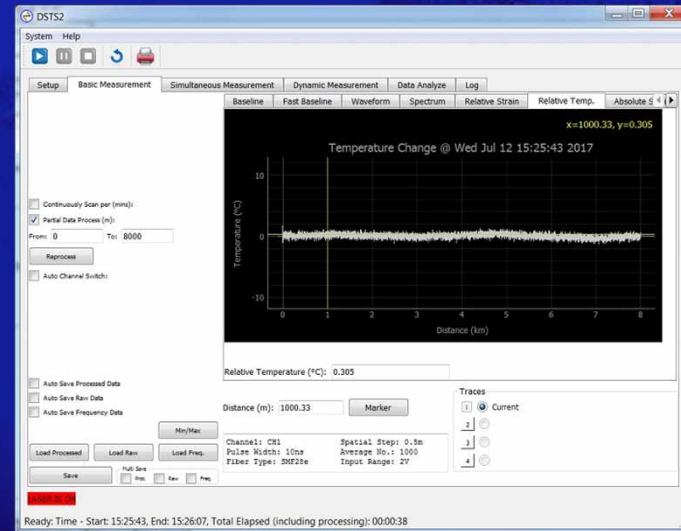 DSTS2
System Help
Setup Basic Measurement Simultaneous Measurement Dynamic Measurement Data Analyze Log
Baseline Fast Baseline Waveform Spectrum Relative Strain Relative Temp. Absolute S
x=1000.33, y=0.305
Temperature Change @ Wed Jul 12 15:25:43 2017
10
0
-10
Temperature (°C)
0 1 2 3 4 5 6 7 8
Distance (km)
Continuously Scan per (mins):
Partial Data Process (m):
From: 0 To: 8000
Reprocess
Auto Channel Switch:
Relative Temperature (°C): 0.305
Auto Save Processed Data
Auto Save Raw Data
Auto Save Frequency Data
Distance (m): 1000.33 Marker
Traces
1 Current
2
3
4
Min/Max
Load Processed Load Raw Load Freq.
Save Multi Save Proc Raw Freq
Channel: CH1 Spatial Step: 0.5m
Pulse Width: 10ns Average No.: 1000
Fiber Type: SMF28e Input Range: 2V
LASER IS ON
Ready: Time - Start: 15:25:43, End: 15:26:07, Total Elapsed (including processing): 00:00:38